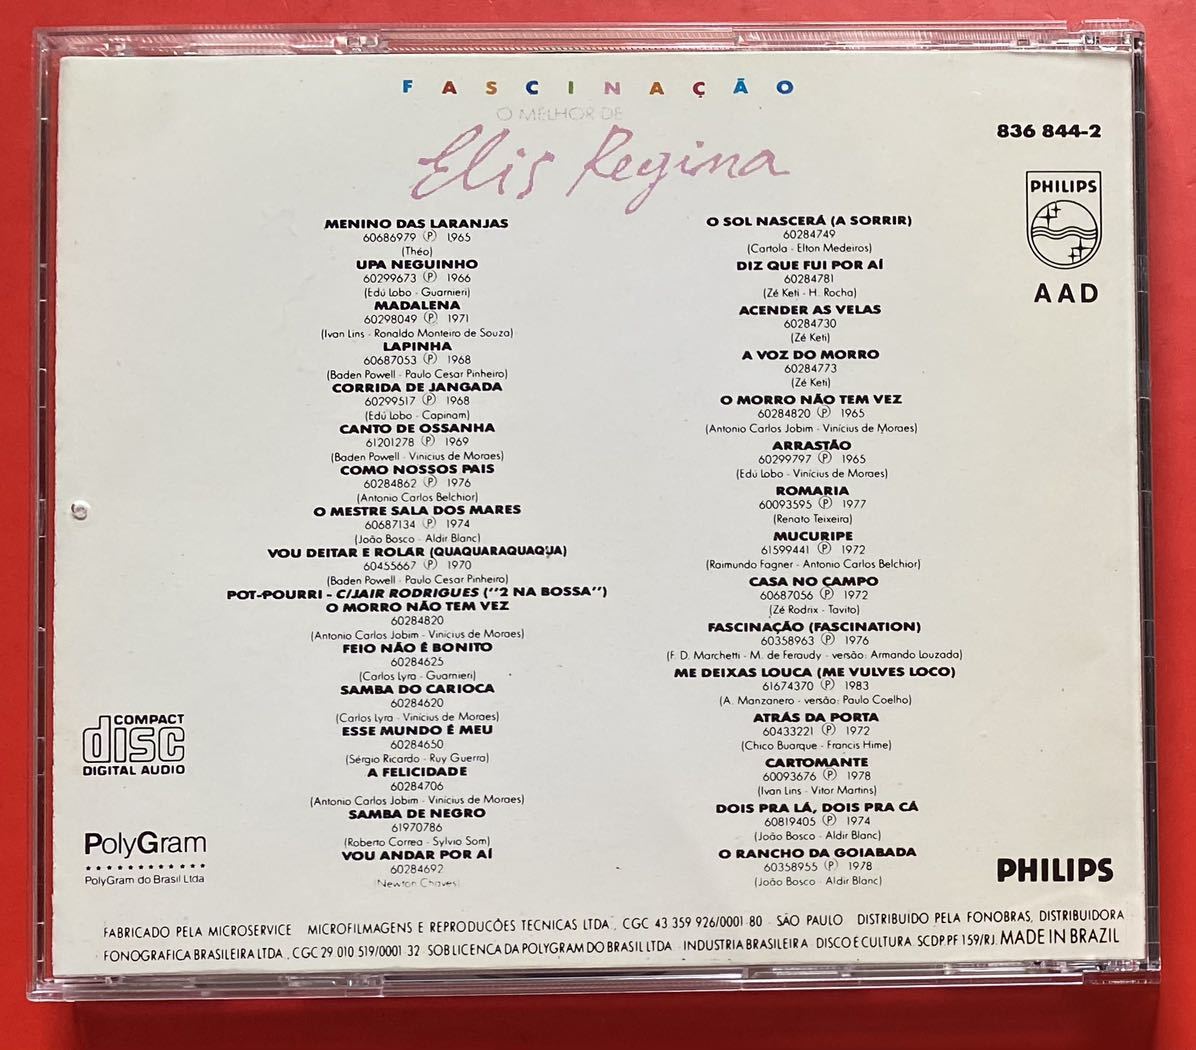 FASCINAÇÃO
O MELHOR DE
Elis Regina
836 844-2
PHILIPS
AAD
MENINO DAS LARANJAS
60686979 Ⓟ 1965
(Théo)
UPA NEGUINHO
60299673 Ⓟ 1966
(Edú Lobo - Guarnieri)
MADALENA
60298049 Ⓟ 1971
(Ivan Lins - Ronaldo Monteiro de Souza)
LAPINHA
60687053 Ⓟ 1968
(Baden Powell - Paulo Cesar Pinheiro)
CORRIDA DE JANGADA
60299517 Ⓟ 1968
(Edú Lobo - Capinam)
CANTO DE OSSANHA
61201278 Ⓟ 1969
(Baden Powell - Vinicius de Moraes)
COMO NOSSOS PAIS
60284862 Ⓟ 1976
(Antonio Carlos Belchior)
O MESTRE SALA DOS MARES
60687134 Ⓟ 1974
(João Bosco - Aldir Blanc)
VOU DEITAR E ROLAR (QUAQUARAQUAQUA)
60455667 Ⓟ 1970
(Baden Powell - Paulo Cesar Pinheiro)
POT-POURRI - C/JAIR RODRIGUES (''2 NA BOSSA'')
O MORRO NÃO TEM VEZ
60284820
(Antonio Carlos Jobim - Vinícius de Moraes)
FEIO NÃO É BONITO
60284625
(Carlos Lyra - Guarnieri)
SAMBA DO CARIOCA
60284620
(Carlos Lyra - Vinícius de Moraes)
ESSE MUNDO É MEU
60284650
(Sérgio Ricardo - Ruy Guerra)
A FELICIDADE
60284706
(Antonio Carlos Jobim - Vinícius de Moraes)
SAMBA DE NEGRO
61970786
(Roberto Correa - Sylvio Som)
VOU ANDAR POR AÍ
60284692
(Newton Chaves)
O SOL NASCERÁ (A SORRIR)
60284749
(Cartola - Elton Medeiros)
DIZ QUE FUI POR AÍ
60284781
(Zé Keti - H. Rocha)
ACENDER AS VELAS
60284730
(Zé Keti)
A VOZ DO MORRO
60284773
(Zé Keti)
O MORRO NÃO TEM VEZ
60284820 Ⓟ 1965
(Antonio Carlos Jobim - Vinícius de Moraes)
ARRASTÃO
60299797 Ⓟ 1965
(Edú Lobo - Vinícius de Moraes)
ROMARIA
60093595 Ⓟ 1977
(Renato Teixeira)
MUCURIPE
61599441 Ⓟ 1972
(Raimundo Fagner - Antonio Carlos Belchior)
CASA NO CAMPO
60687056 Ⓟ 1972
(Zé Rodrix - Tavito)
FASCINAÇÃO (FASCINATION)
60358963 Ⓟ 1976
(F. D. Marchetti - M. de Feraudy - versão: Armando Louzada)
ME DEIXAS LOUCA (ME VULVES LOCO)
61674370 Ⓟ 1983
(A. Manzanero - versão: Paulo Coelho)
ATRÁS DA PORTA
60433221 Ⓟ 1972
(Chico Buarque - Francis Hime)
CARTOMANTE
60093676 Ⓟ 1978
(Ivan Lins - Vitor Martins)
DOIS PRA LÁ, DOIS PRA CÁ
60819405 Ⓟ 1974
(João Bosco - Aldir Blanc)
O RANCHO DA GOIABADA
60358955 Ⓟ 1978
(João Bosco - Aldir Blanc)
COMPACT
disc
DIGITAL AUDIO
PolyGram
PolyGram do Brasil Ltda
PHILIPS
FABRICADO PELA MICROSERVICE MICROFILMAGENS E REPRODUCÕES TECNICAS LTDA., CGC 43 359 926/0001 80 - SÃO PAULO DISTRIBUIDO PELA FONOBRAS, DISTRIBUIDORA
FONOGRAFICA BRASILEIRA LTDA., CGC 29 010 519/0001 32 SOB LICENCA DA POLYGRAM DO BRASIL LTDA - INDUSTRIA BRASILEIRA - DISCO E CULTURA SCDP PF 159/RJ. MADE IN BRAZIL